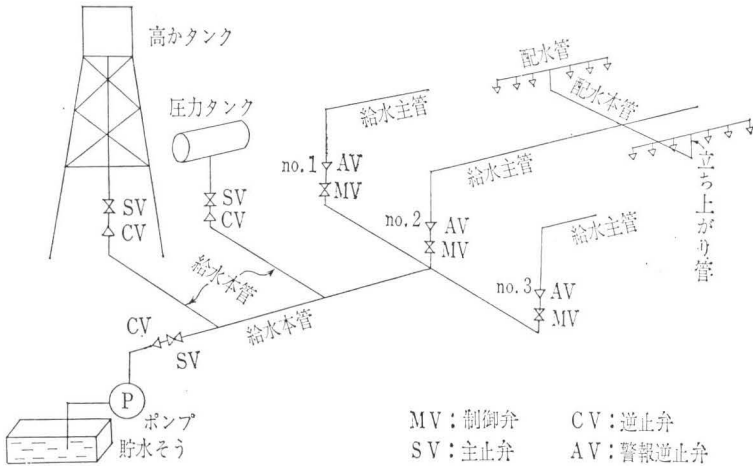 高かタンク
圧力タンク
給水主管
配水管
配水本管
no.1
AV
MV
給水主管
立ち上がり管
no.2
AV
MV
給水主管
SV
CV
SV
CV
no.3
AV
MV
給水本管
給水本管
CV
SV
P
ポンプ
貯水そう
MV:制御弁 CV:逆止弁
SV:主止弁 AV:警報逆止弁